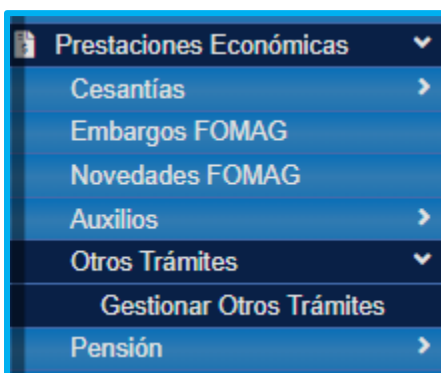 Prestaciones Económicas
Cesantías
Embargos FOMAG
Novedades FOMAG
Auxilios
Otros Trámites
Gestionar Otros Trámites
Pensión